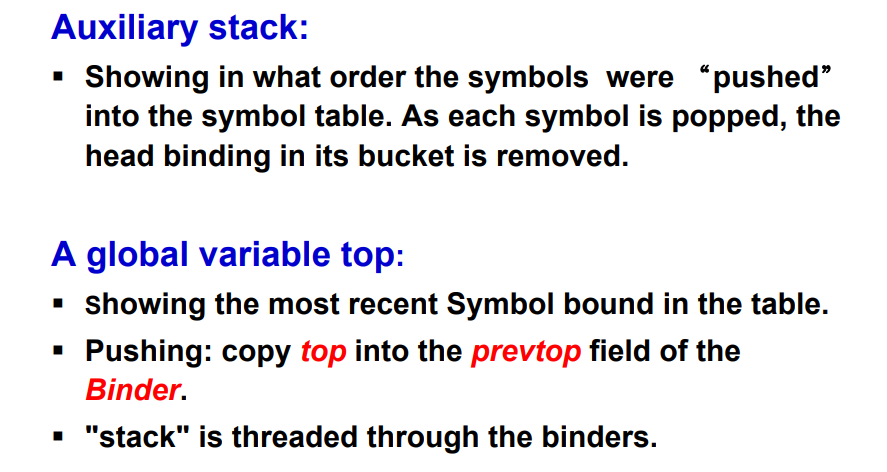 Auxiliary stack:
▪ Showing in what order the symbols were “pushed”
into the symbol table. As each symbol is popped, the
head binding in its bucket is removed.
A global variable top:
▪ showing the most recent Symbol bound in the table.
▪ Pushing: copy top into the prevtop field of the
Binder.
▪ "stack" is threaded through the binders.